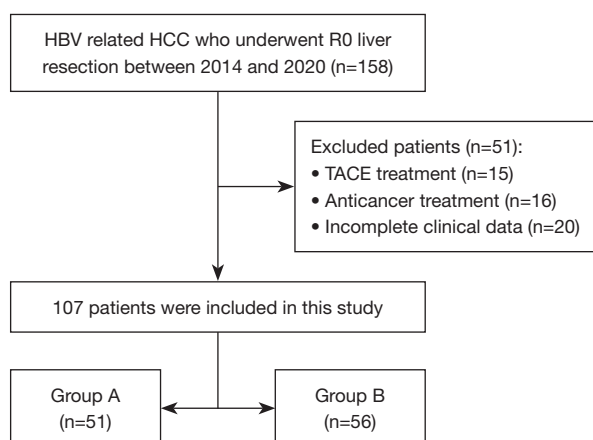 HBV related HCC who underwent R0 liver
resection between 2014 and 2020 (n=158)
Excluded patients (n=51):
• TACE treatment (n=15)
• Anticancer treatment (n=16)
• Incomplete clinical data (n=20)
107 patients were included in this study
Group A
(n=51)
Group B
(n=56)